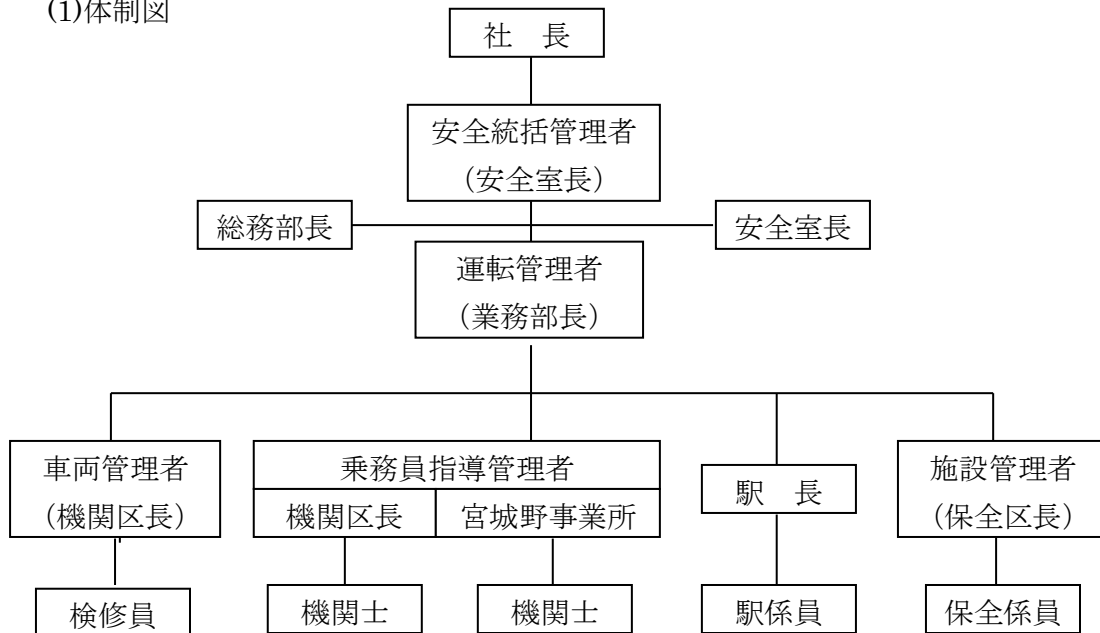 (1)体制図
社　長
安全統括管理者
（安全室長）
総務部長
安全室長
運転管理者
（業務部長）
車両管理者
（機関区長）
乗務員指導管理者
機関区長
宮城野事業所
駅　長
施設管理者
（保全区長）
検修員
機関士
機関士
駅係員
保全係員